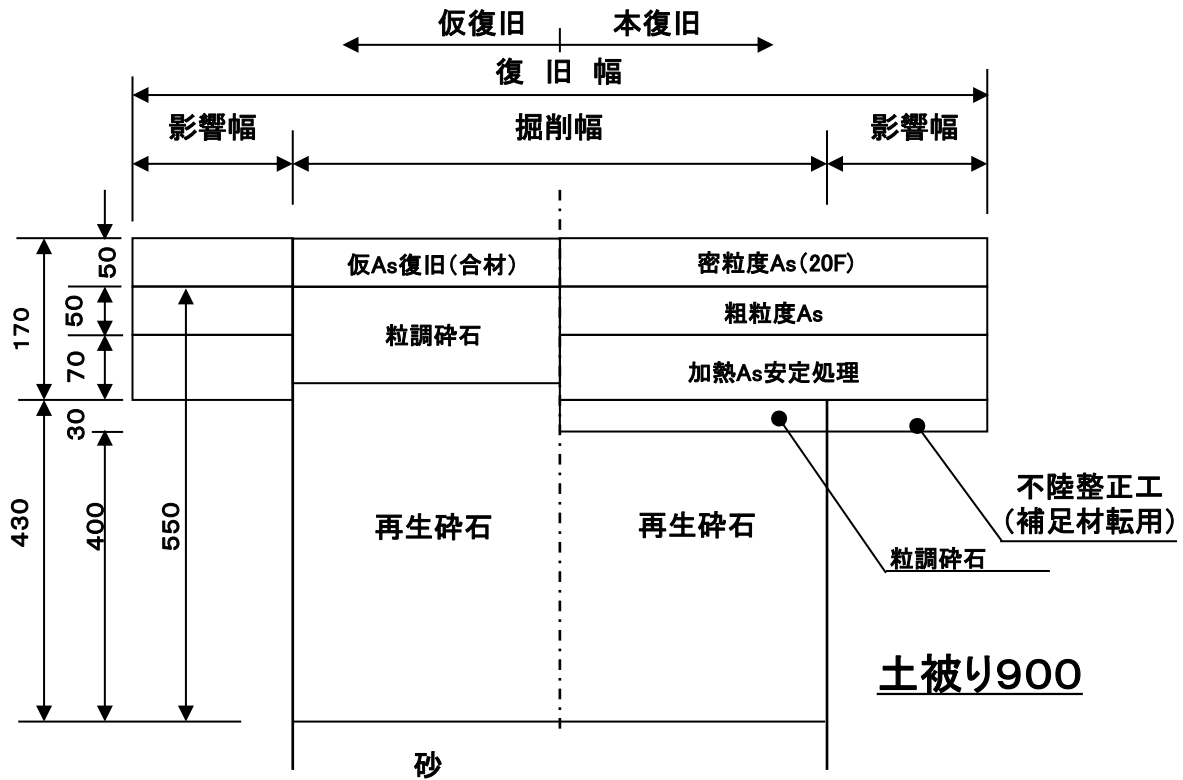 仮復旧 本復旧
復 旧 幅
影響幅 掘削幅 影響幅
仮As復旧(合材) 密粒度As(20F)
粗粒度As
粒調砕石
加熱As安定処理
50
50
170
70
30
430
400
550
再生砕石 再生砕石
不陸整正工
(補足材転用)
粒調砕石
土被り900
砂